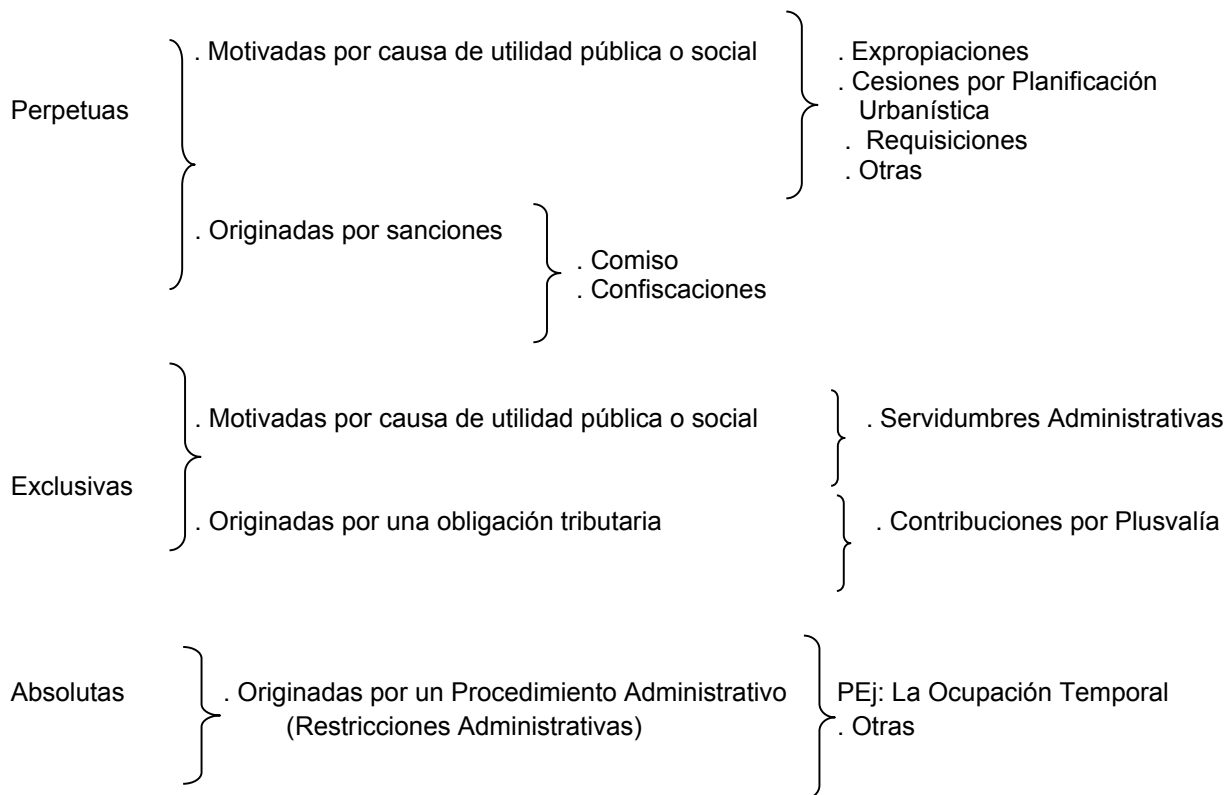 . Motivadas por causa de utilidad pública o social
. Expropiaciones
. Cesiones por Planificación
Urbanística
. Requisiciones
. Otras
Perpetuas
. Originadas por sanciones
. Comiso
. Confiscaciones
. Motivadas por causa de utilidad pública o social
. Servidumbres Administrativas
Exclusivas
. Originadas por una obligación tributaria
. Contribuciones por Plusvalía
Absolutas
. Originadas por un Procedimiento Administrativo
(Restricciones Administrativas)
PEj: La Ocupación Temporal
. Otras